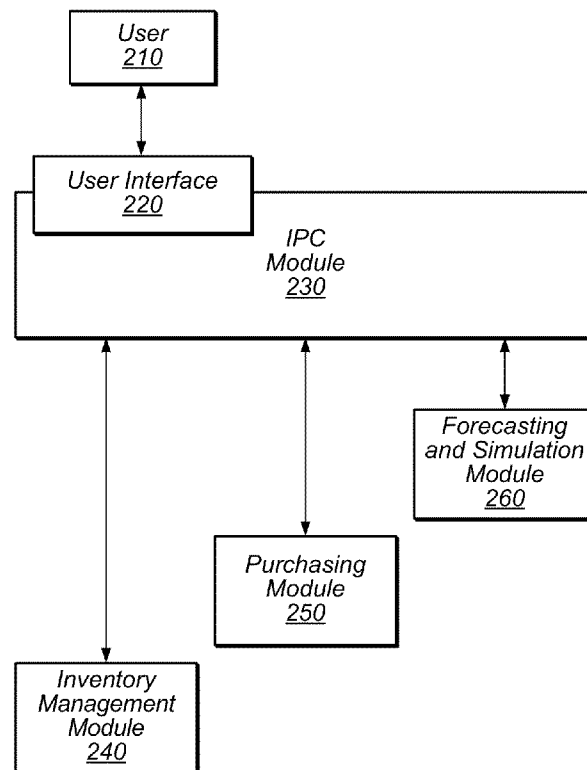 User
210
User Interface
220
IPC
Module
230
Forecasting
and Simulation
Module
260
Purchasing
Module
250
Inventory
Management
Module
240